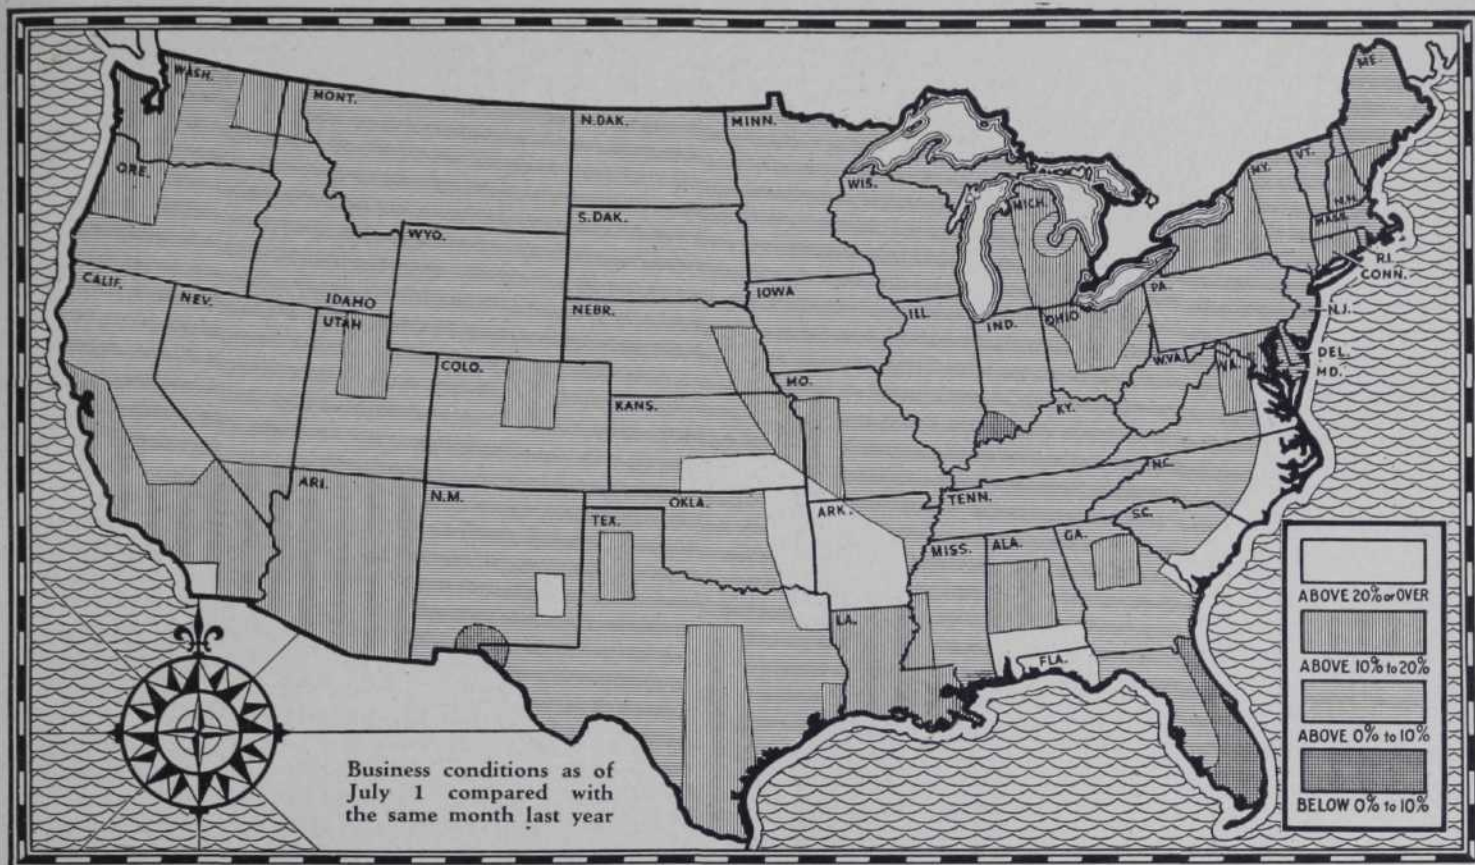 WASH.
MONT.
N.DAK.
MINN.
ME.
ORE.
WIS.
MICH.
N.Y.
VT.
N.H.
MASS.
S.DAK.
WYO.
R.I.
CONN.
CALIF.
NEV.
IDAHO
UTAH
NEBR.
IOWA
ILL.
IND.
OHIO
PA.
N.J.
COLO.
MO.
KY.
W.VA.
VA.
DEL.
MD.
KANS.
ARI.
N.M.
OKLA.
TEX.
ARK.
TENN.
N.C.
S.C.
MISS.
ALA.
GA.
LA.
FLA.
ABOVE 20% or OVER
ABOVE 10% to 20%
ABOVE 0% to 10%
BELOW 0% to 10%
Business conditions as of
July 1 compared with
the same month last year